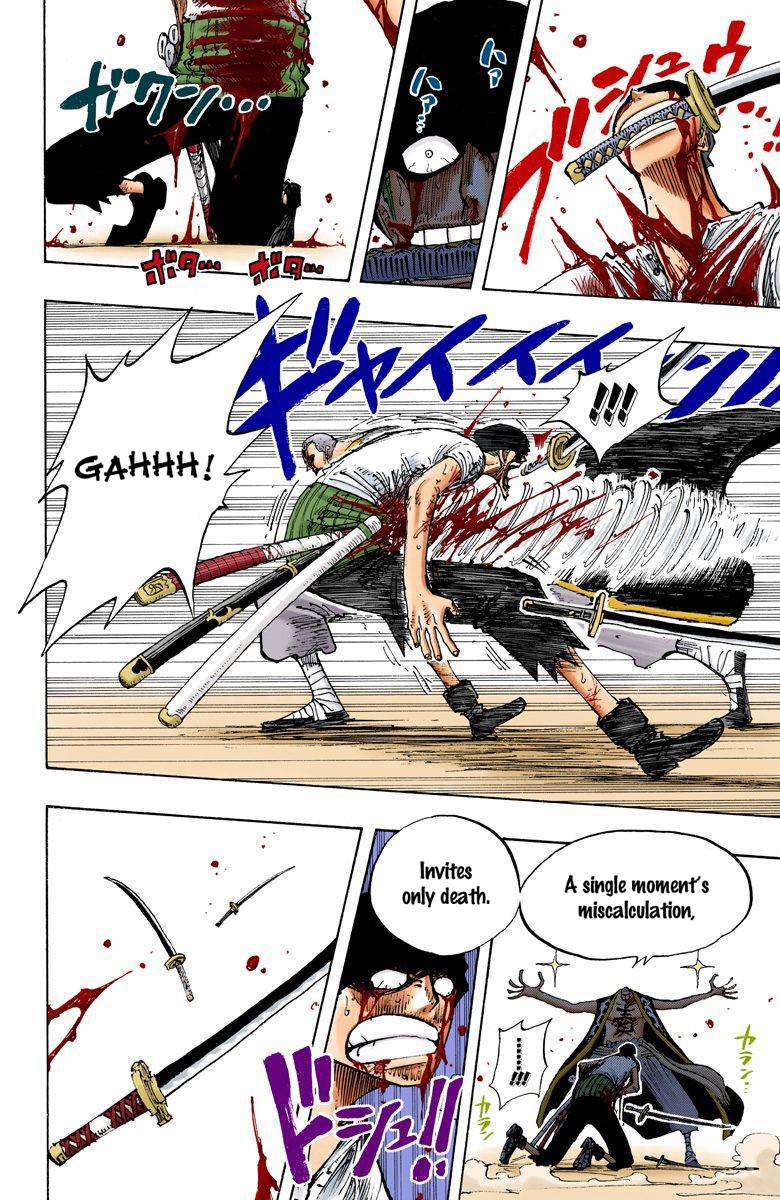 ブシュウ
ハァ…
ハァ…
ガクン…
ボタ…
ボタ…
!!!
ギャイイイィン
GAHHH!
A single moment's
miscalculation,
カラン…
………!!!
カラン
Invites
only death.
ドシュ!!